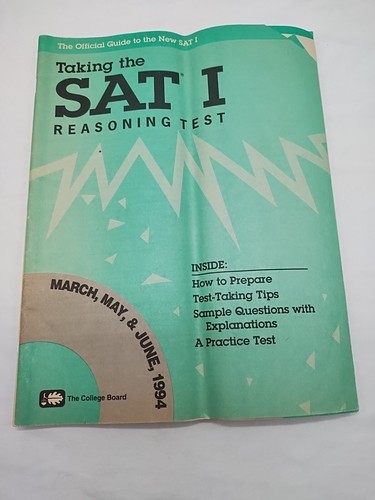 The Official Guide to the New SAT I
Taking the
SAT I
REASONING TEST
INSIDE:
How to Prepare
Test-Taking Tips
Sample Questions with
Explanations
A Practice Test
MARCH, MAY, & JUNE, 1994
The College Board